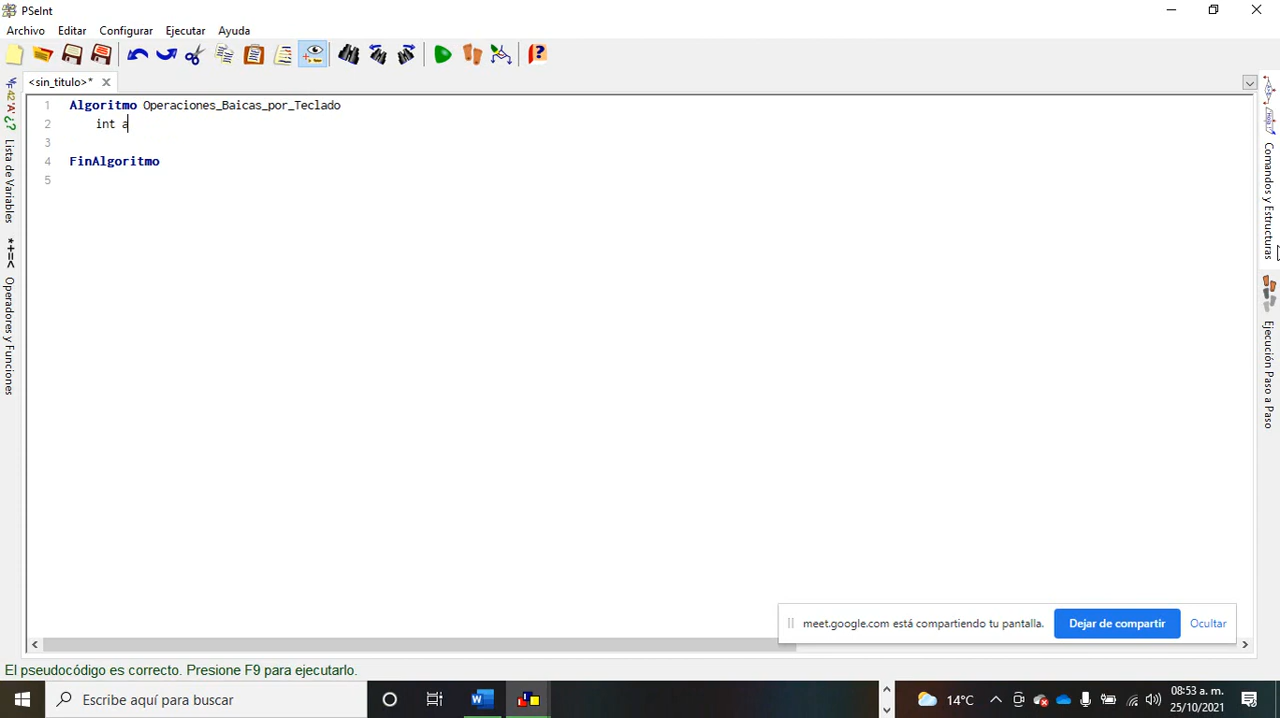 PSeInt
Archivo Editar Configurar Ejecutar Ayuda
<sin_titulo>*
1 Algoritmo Operaciones_Baicas_por_Teclado
2 int a
3
4 FinAlgoritmo
5
Lista de Variables
*+=<
Operadores y Funciones
Comandos y Estructuras
Ejecución Paso a Paso
meet.google.com está compartiendo tu pantalla.
Dejar de compartir
Ocultar
El pseudocódigo es correcto. Presione F9 para ejecutarlo.
Escribe aquí para buscar
14°C
08:53 a. m.
25/10/2021